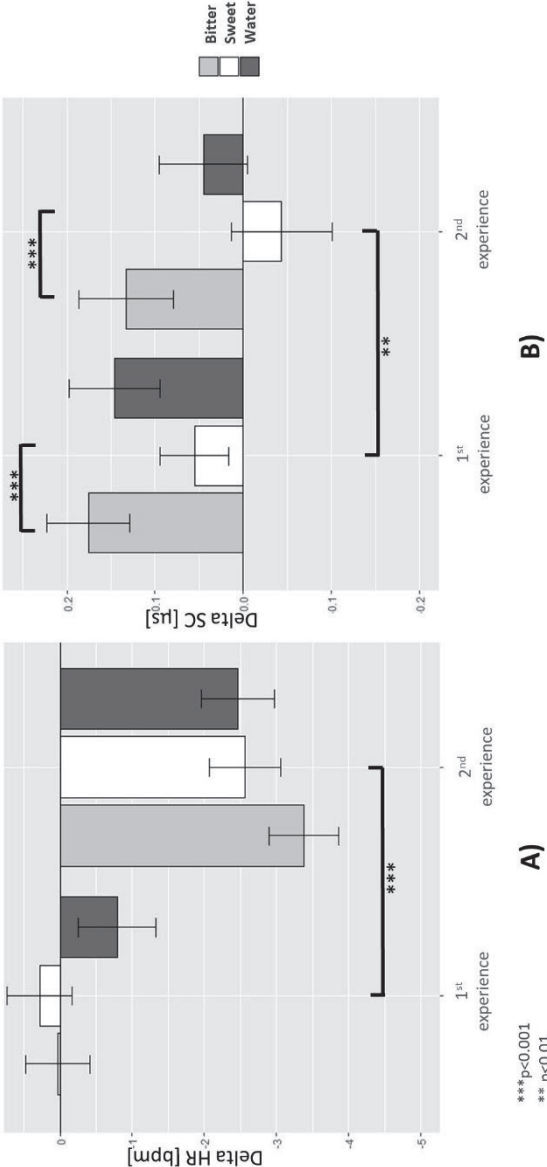 Delta HR [bpm]
0
-1
-2
-3
-4
-5
***
1st
experience
2nd
experience
A)
***p<0.001
** p<0.01
Delta SC [µs]
0.2
0.1
0.0
-0.1
-0.2
***
***
**
1st
experience
2nd
experience
B)
Bitter
Sweet
Water